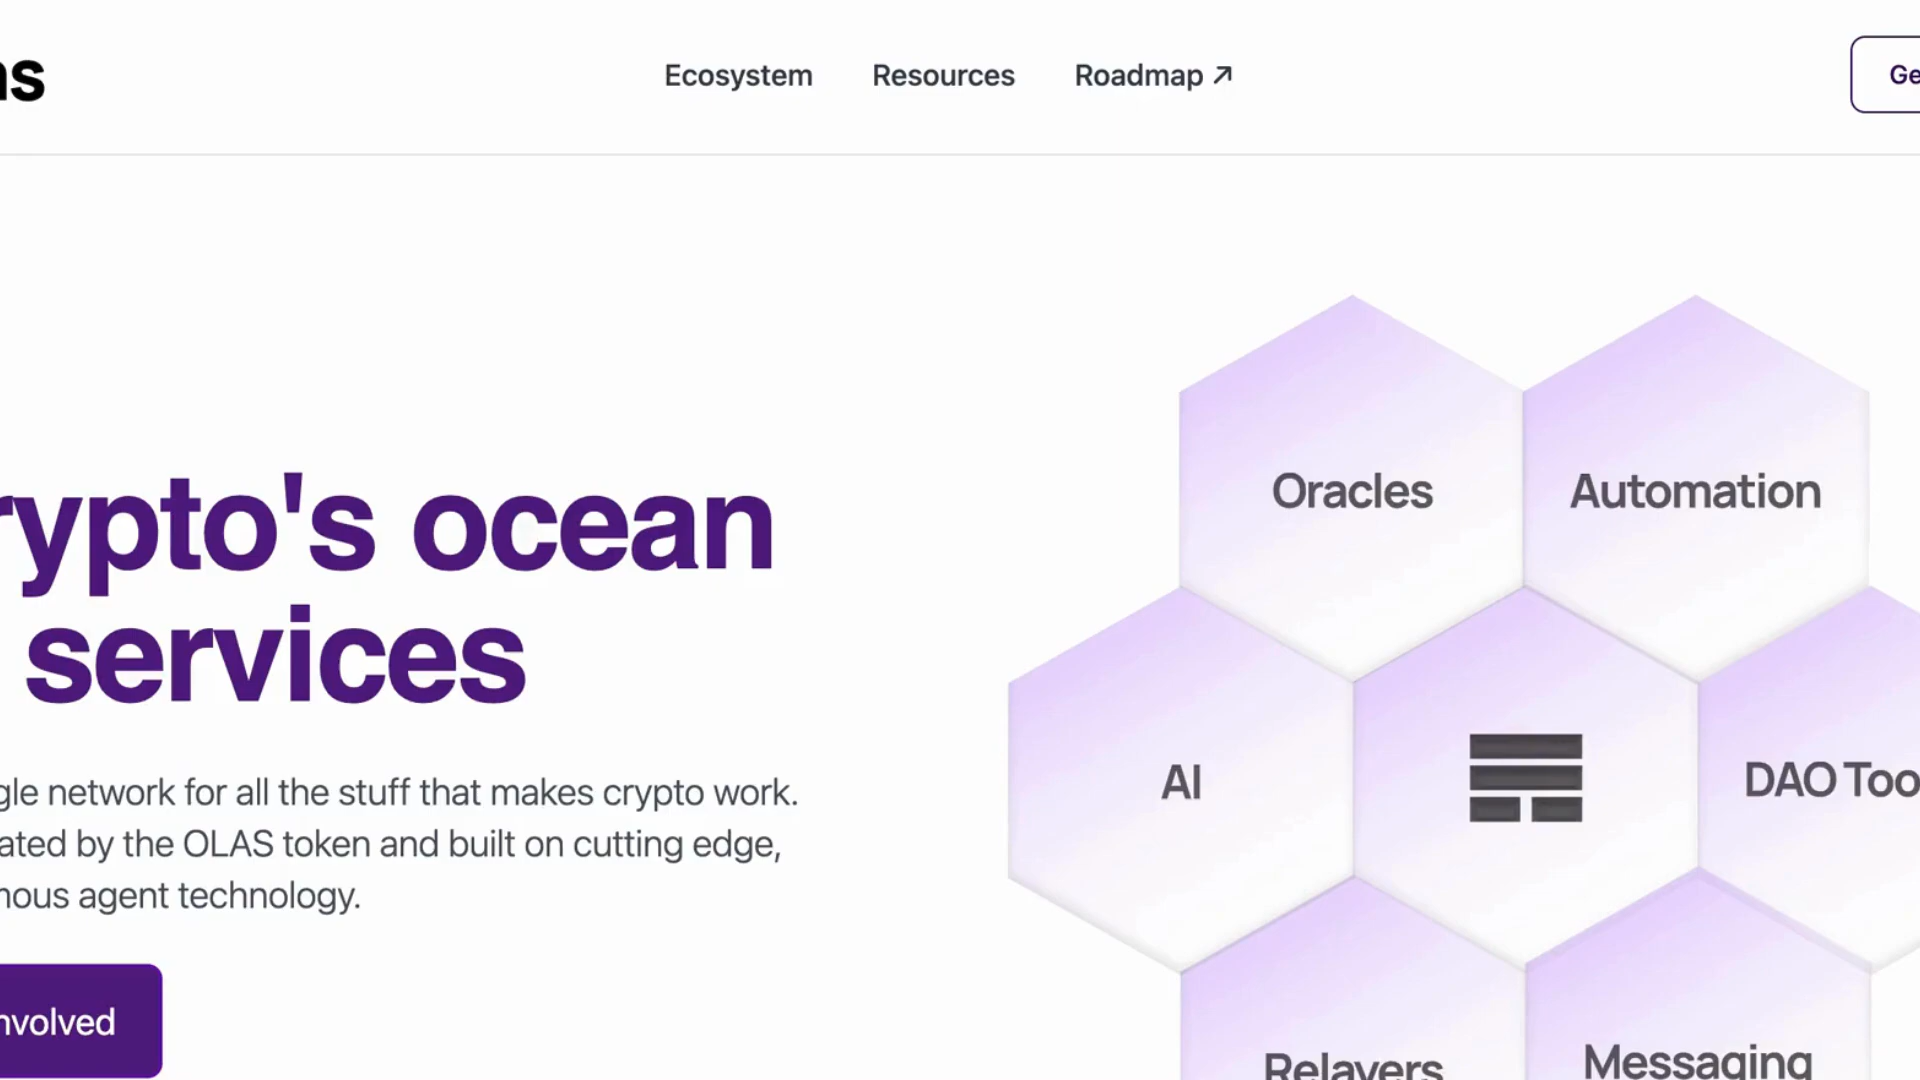 as
Ecosystem
Resources
Roadmap ↗
Ge
rypto's ocean
services
gle network for all the stuff that makes crypto work.
ated by the OLAS token and built on cutting edge,
nous agent technology.
nvolved
Oracles
Automation
AI
DAO Too
Relayers
Messaging